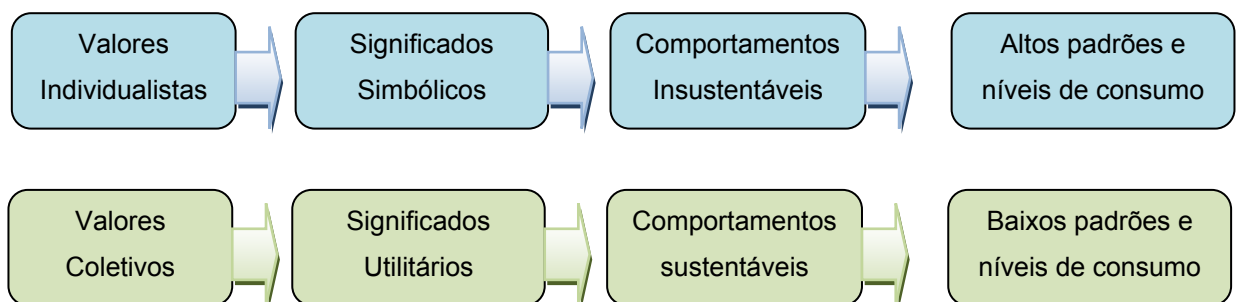 Valores
Individualistas
Significados
Simbólicos
Comportamentos
Insustentáveis
Altos padrões e
níveis de consumo
Valores
Coletivos
Significados
Utilitários
Comportamentos
sustentáveis
Baixos padrões e
níveis de consumo